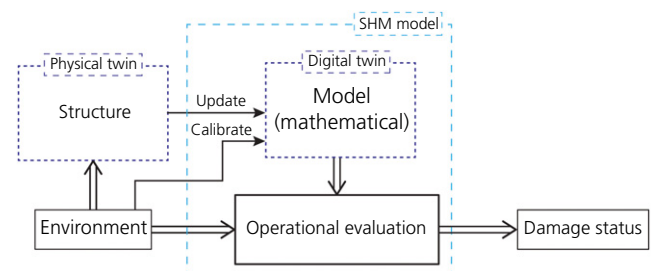 SHM model
Physical twin
Digital twin
Structure
Update
Model
(mathematical)
Calibrate
Environment
Operational evaluation
Damage status